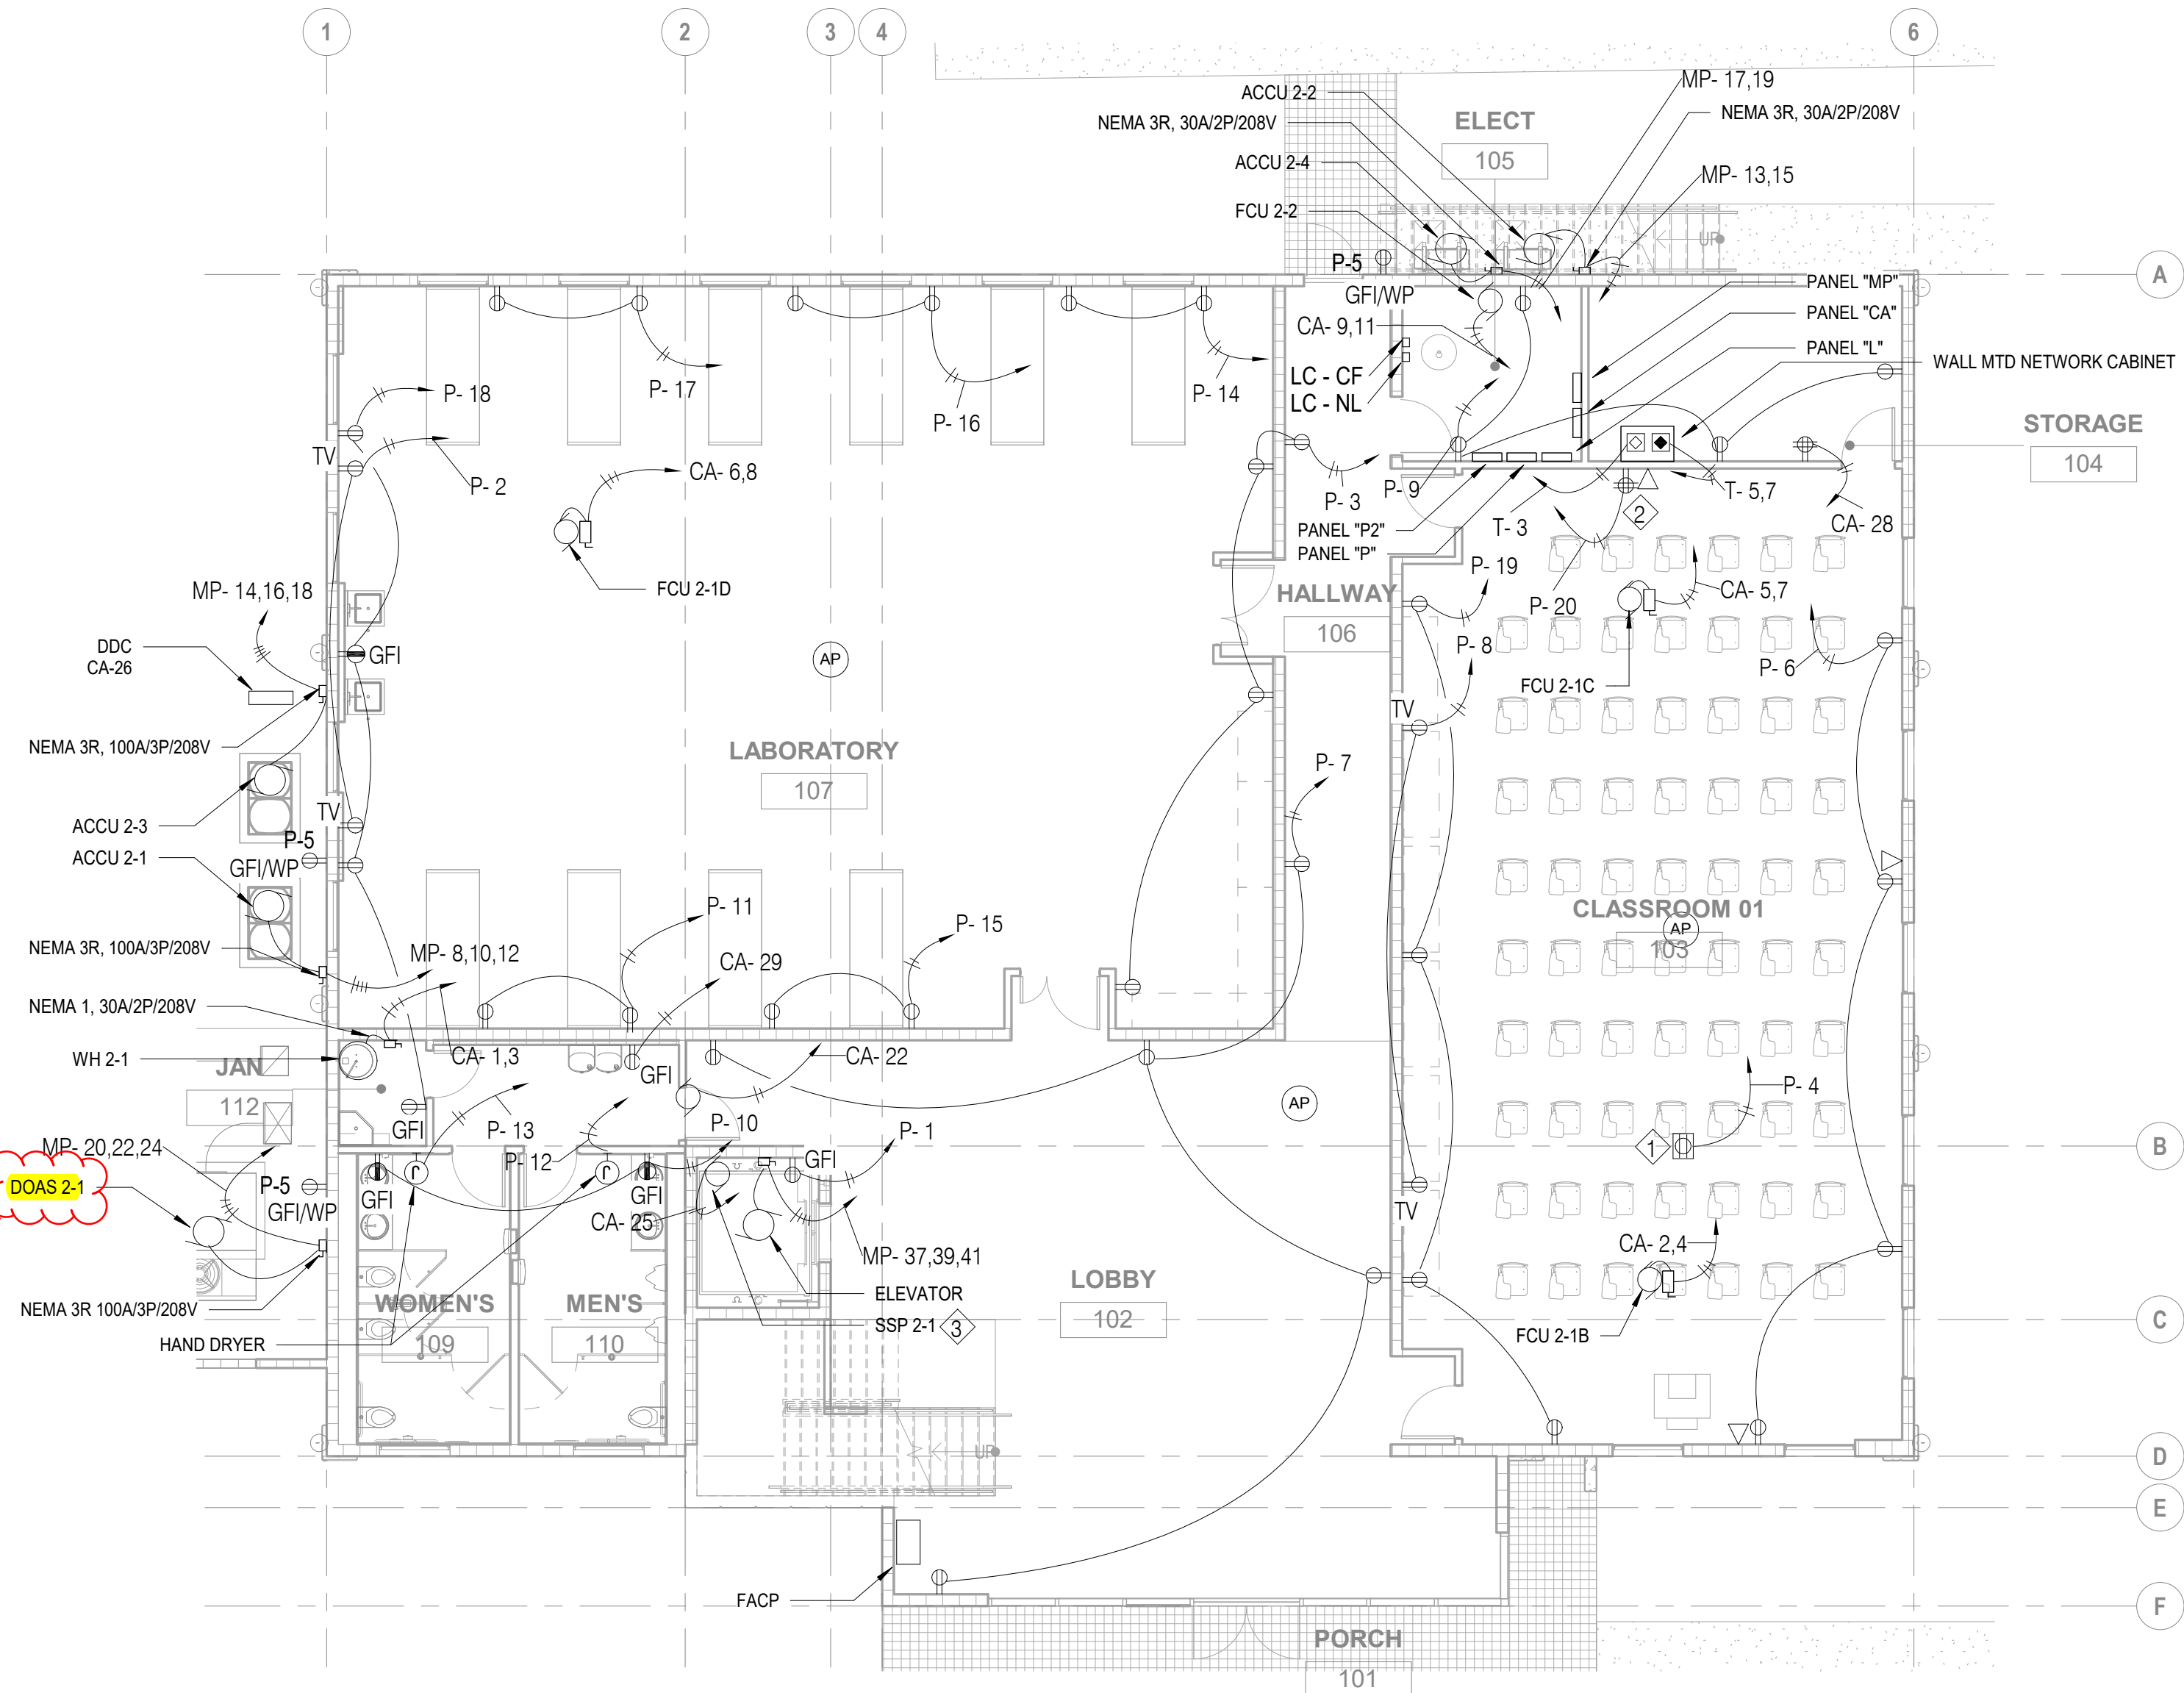 1
2
3
4
6
ACCU 2-2
MP- 17,19
NEMA 3R, 30A/2P/208V
ELECT
NEMA 3R, 30A/2P/208V
105
ACCU 2-4
MP- 13,15
FCU 2-2
UP
P-5
A
GFI/WP
PANEL "MP"
CA- 9,11
PANEL "CA"
PANEL "L"
WALL MTD NETWORK CABINET
LC - CF
LC - NL
P- 18
P- 17
P- 16
P- 14
STORAGE
104
TV
P- 2
CA- 6,8
P- 3
P- 9
T- 5,7
T- 3
2
CA- 28
PANEL "P2"
PANEL "P"
P- 19
FCU 2-1D
MP- 14,16,18
HALLWAY
106
P- 20
CA- 5,7
DDC
CA-26
GFI
AP
P- 8
P- 6
FCU 2-1C
TV
NEMA 3R, 100A/3P/208V
LABORATORY
107
P- 7
TV
ACCU 2-3
P-5
ACCU 2-1
GFI/WP
P- 11
P- 15
CLASSROOM 01
AP
103
NEMA 3R, 100A/3P/208V
MP- 8,10,12
CA- 29
NEMA 1, 30A/2P/208V
WH 2-1
JAN
112
CA- 1,3
GFI
CA- 22
P- 4
AP
GFI
P- 13
P- 10
P- 1
MP- 20,22,24
P- 12
GFI
1
B
DOAS 2-1
P-5
GFI/WP
GFI
GFI
CA- 25
TV
MP- 37,39,41
CA- 2,4
LOBBY
102
ELEVATOR
NEMA 3R 100A/3P/208V
WOMEN'S
109
MEN'S
110
SSP 2-1
3
C
HAND DRYER
FCU 2-1B
UP
D
E
FACP
F
PORCH
101